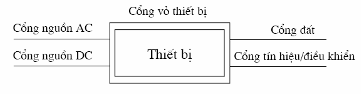 Cổng vỏ thiết bị
Cổng nguồn AC
Cổng đất
Cổng nguồn DC
Thiết bị
Cổng tín hiệu/điều khiển